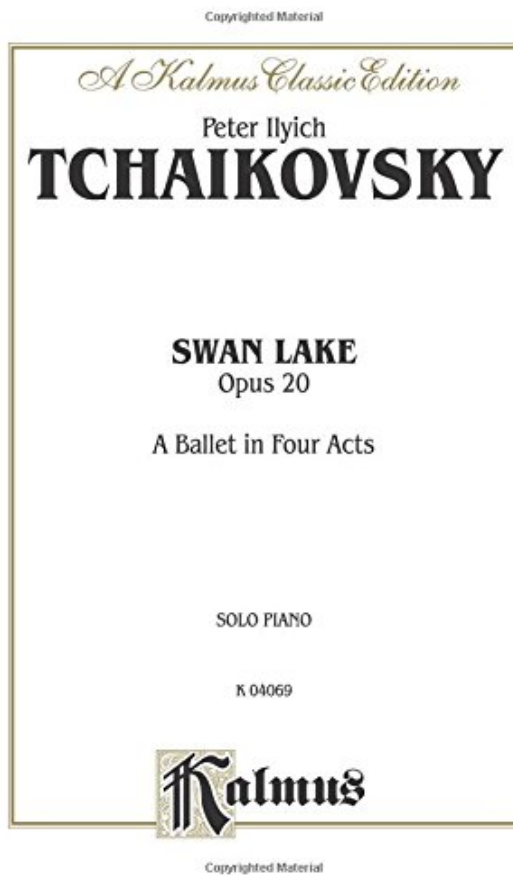 Copyrighted Material
A Kalmus Classic Edition
Peter Ilyich
TCHAIKOVSKY
SWAN LAKE
Opus 20
A Ballet in Four Acts
SOLO PIANO
K 04069
Kalmus
Copyrighted Material